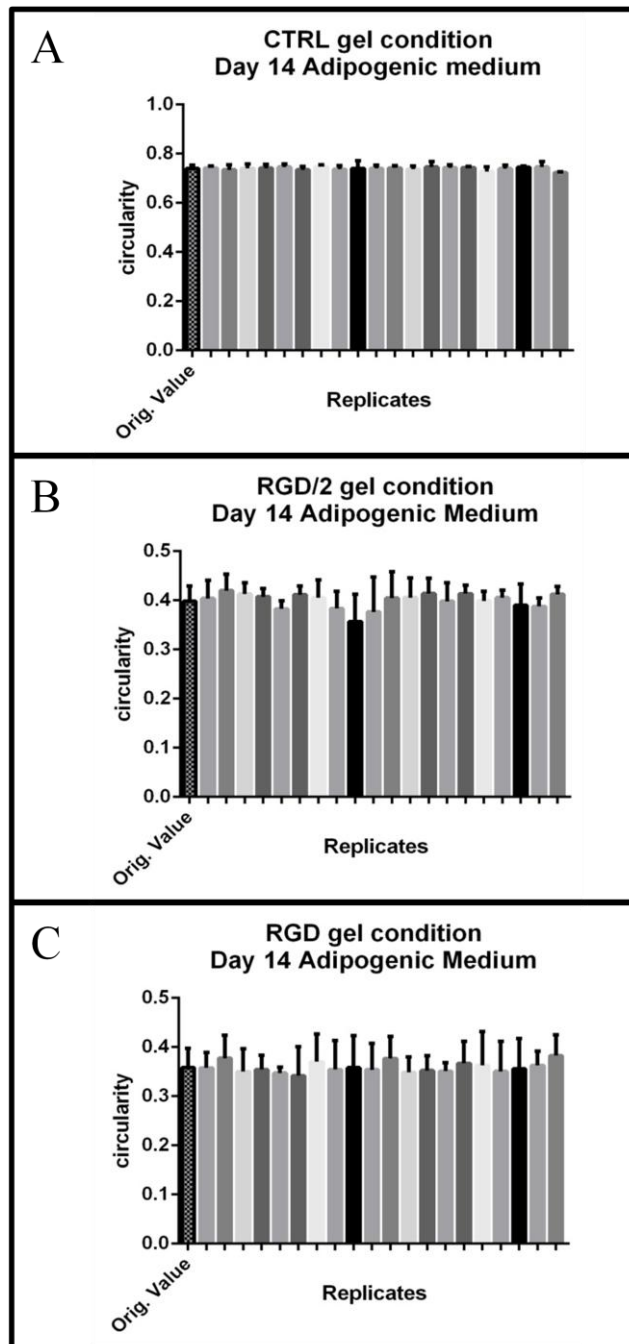 A
CTRL gel condition
Day 14 Adipogenic medium
1.0
0.8
0.6
0.4
0.2
0.0
circularity
Orig. Value
Replicates
B
RGD/2 gel condition
Day 14 Adipogenic Medium
0.5
0.4
0.3
0.2
0.1
0.0
circularity
Orig. Value
Replicates
C
RGD gel condition
Day 14 Adipogenic Medium
0.5
0.4
0.3
0.2
0.1
0.0
circularity
Orig. Value
Replicates